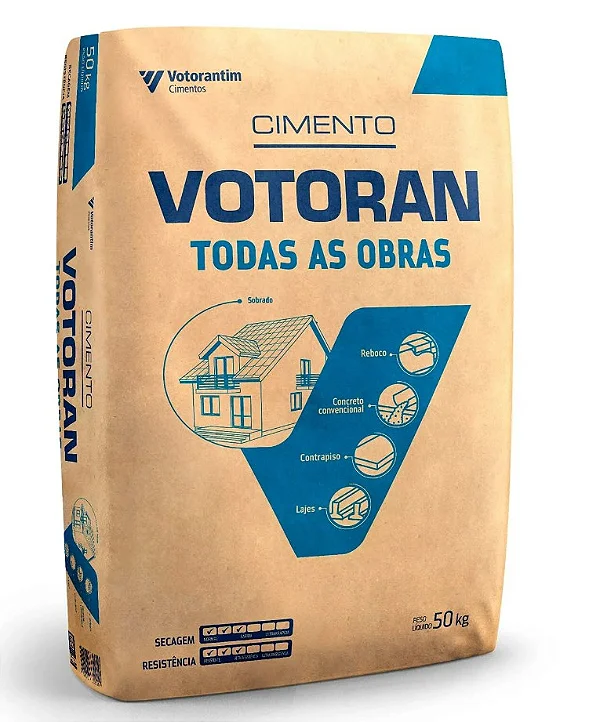 Votorantim
Cimentos
CIMENTO
VOTORAN
TODAS AS OBRAS
Sobrado
Reboco
Concreto
convencional
Contrapiso
Lajes
SECAGEM
RESISTÊNCIA
PESO
LÍQUIDO 50 kg
50 kg
Votorantim
CIMENTO
VOTORAN